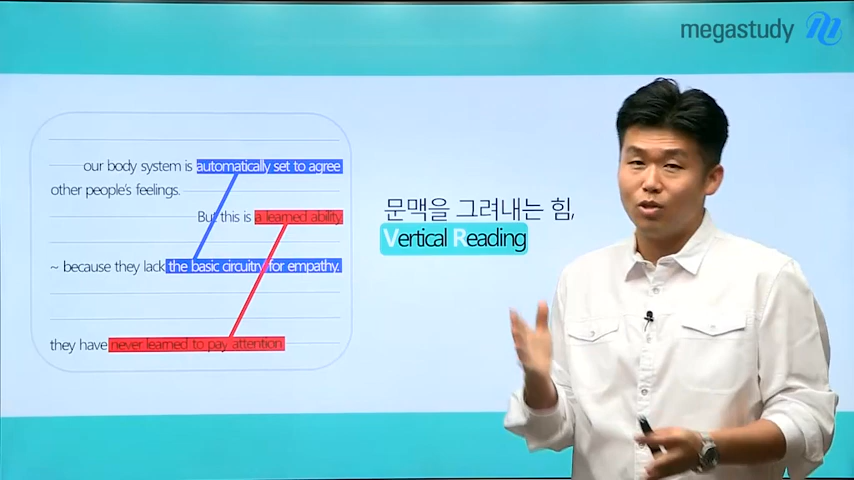 megastudy
our body system is automatically set to agree
other people's feelings.
But this is a learned ability.
~ because they lack the basic circuitry for empathy.
they have never learned to pay attention
문맥을 그려내는 힘,
Vertical Reading